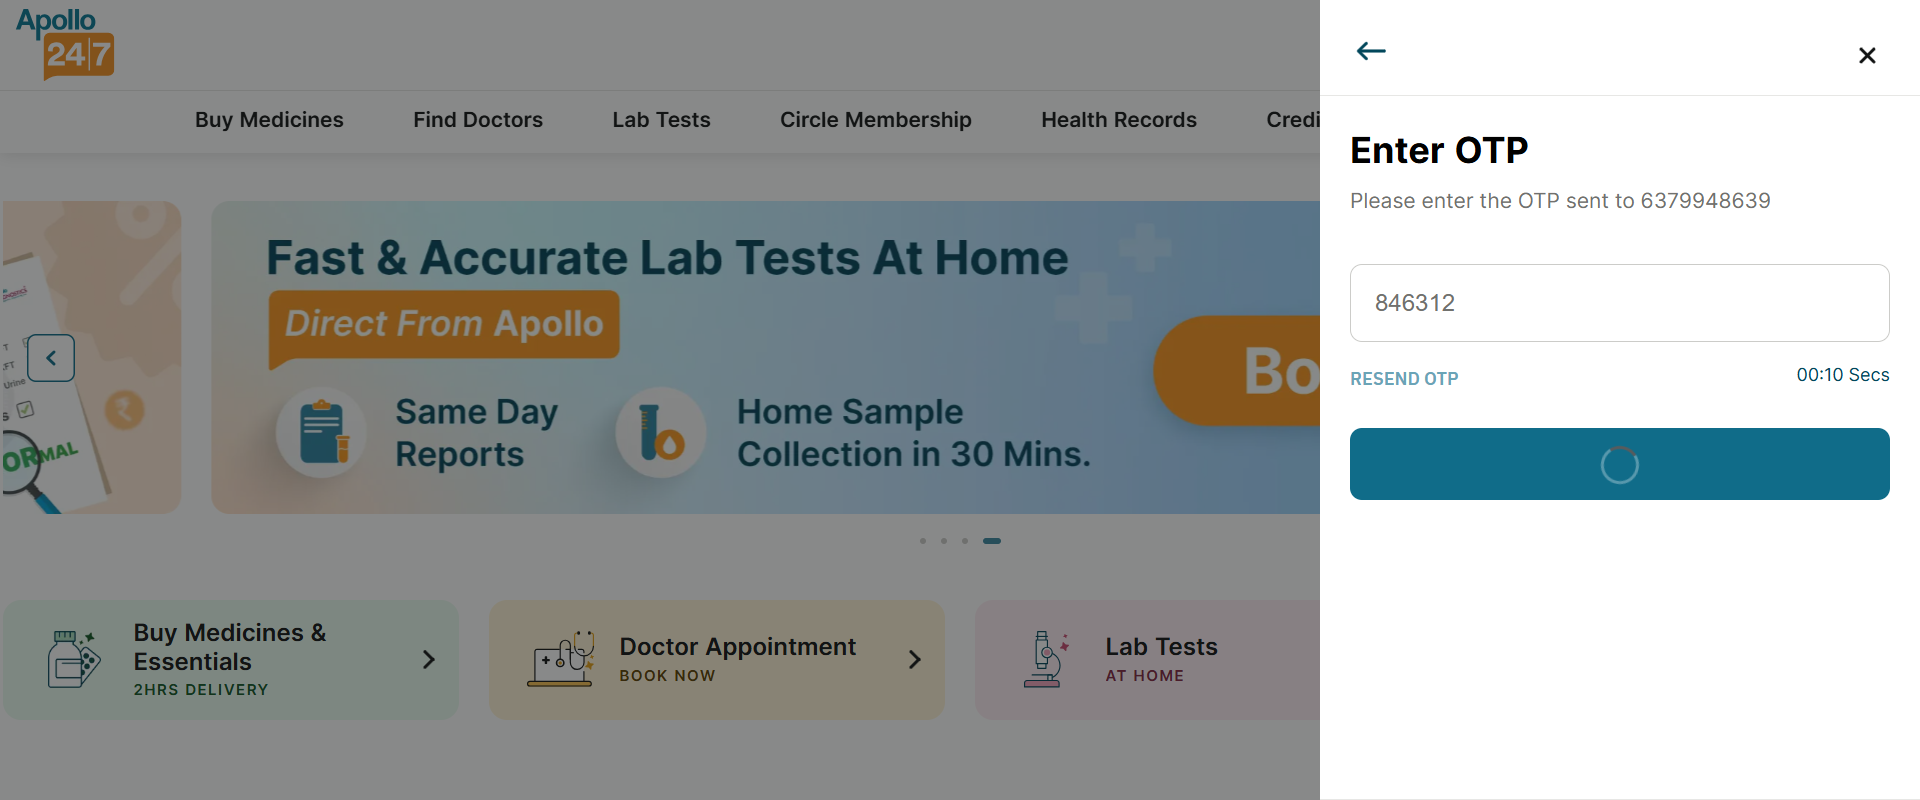 Apollo
24|7
Buy Medicines
Find Doctors
Lab Tests
Circle Membership
Health Records
Credi
Fast & Accurate Lab Tests At Home
Direct From Apollo
Same Day
Reports
Home Sample
Collection in 30 Mins.
Bo
Urine
ORMAL
Buy Medicines &
Essentials
2HRS DELIVERY
Doctor Appointment
BOOK NOW
Lab Tests
AT HOME
Enter OTP
Please enter the OTP sent to 6379948639
846312
RESEND OTP
00:10 Secs